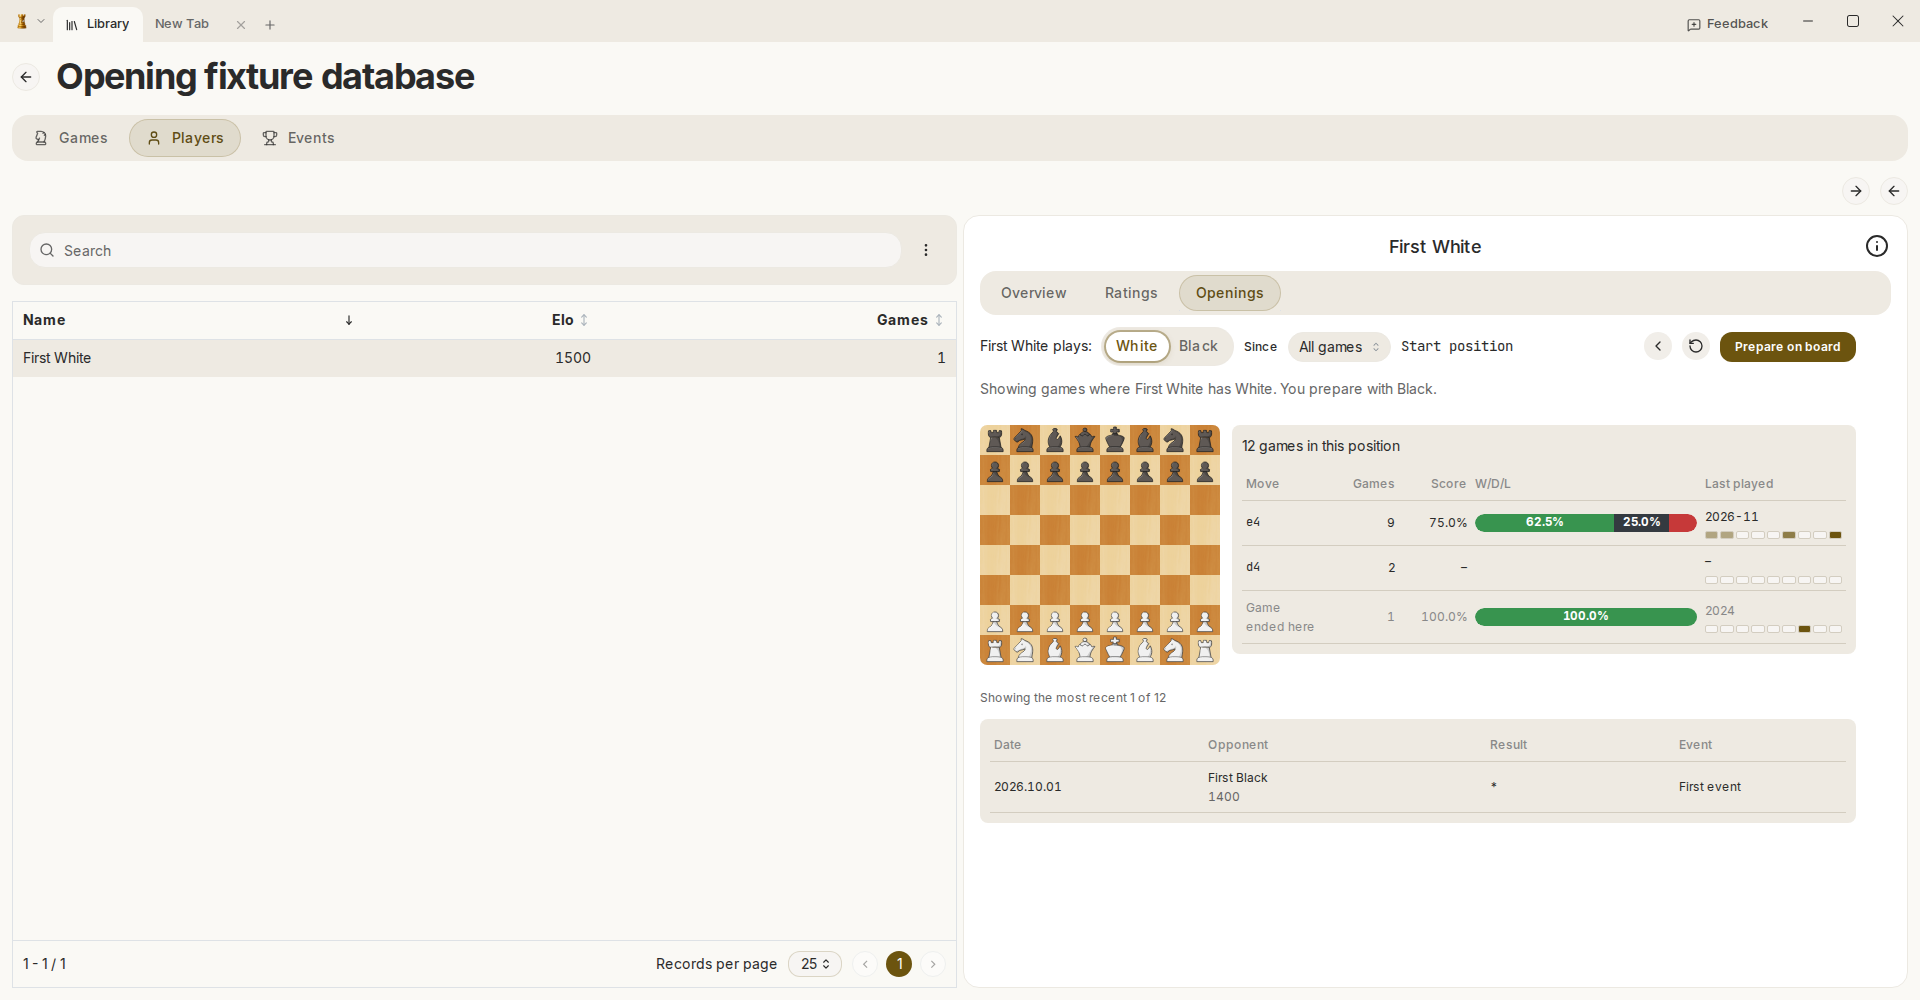 Library
New Tab
Feedback
Opening fixture database
Games
Players
Events
Search
Name
Elo
Games
First White
1500
1
1 - 1 / 1
Records per page
25
1
First White
Overview
Ratings
Openings
First White plays:
White
Black
Since
All games
Start position
Prepare on board
Showing games where First White has White. You prepare with Black.
12 games in this position
Move Games Score W/D/L Last played
e4 9 75.0% 62.5% 25.0% 2026-11
d4 2 – –
Game
ended here
1 100.0% 100.0% 2024
Showing the most recent 1 of 12
Date Opponent Result Event
2026.10.01 First Black * First event
1400